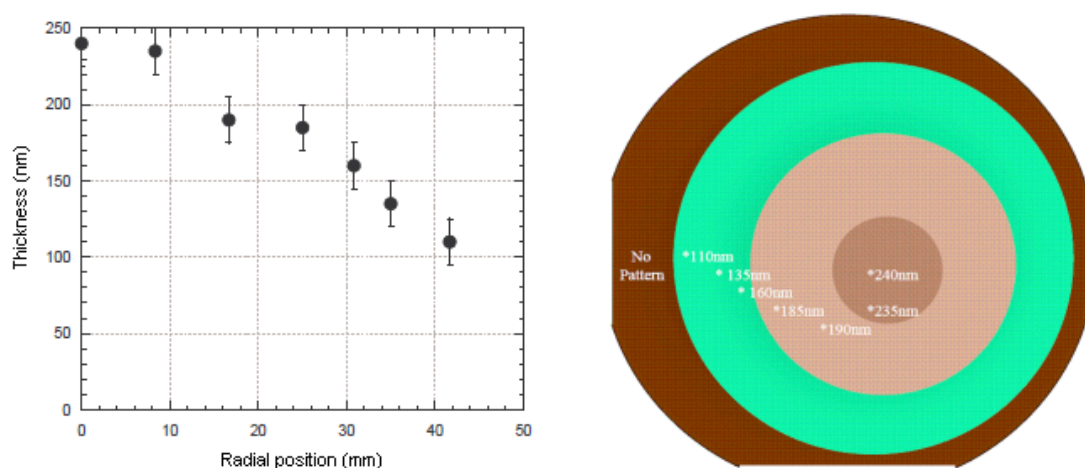 250
200
150
100
50
0
Thickness (nm)
0 10 20 30 40 50
Radial position (mm)
No
Pattern
*110nm
* 135nm
* 160nm
*185nm
*190nm
*240nm
*235nm